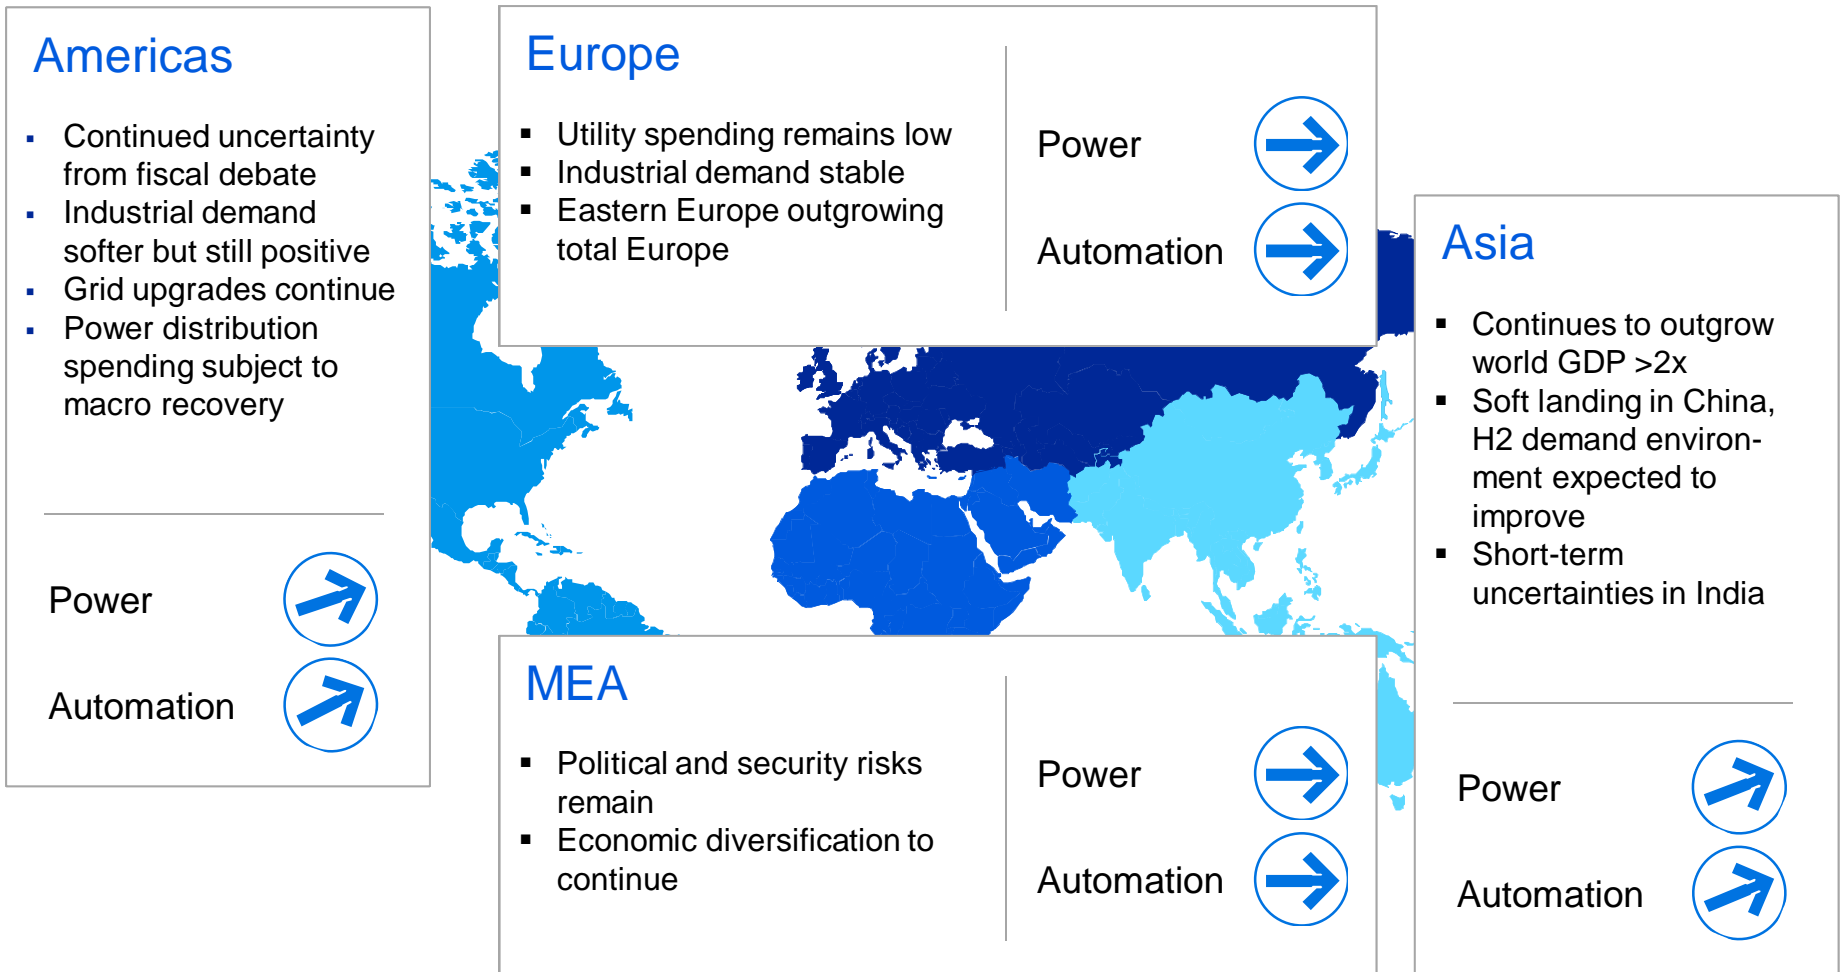 Americas
▪ Continued uncertainty
from fiscal debate
▪ Industrial demand
softer but still positive
▪ Grid upgrades continue
▪ Power distribution
spending subject to
macro recovery
Power
Automation
Europe
▪ Utility spending remains low
▪ Industrial demand stable
▪ Eastern Europe outgrowing
total Europe
Power
Automation
MEA
▪ Political and security risks
remain
▪ Economic diversification to
continue
Power
Automation
Asia
▪ Continues to outgrow
world GDP >2x
▪ Soft landing in China,
H2 demand environ-
ment expected to
improve
▪ Short-term
uncertainties in India
Power
Automation